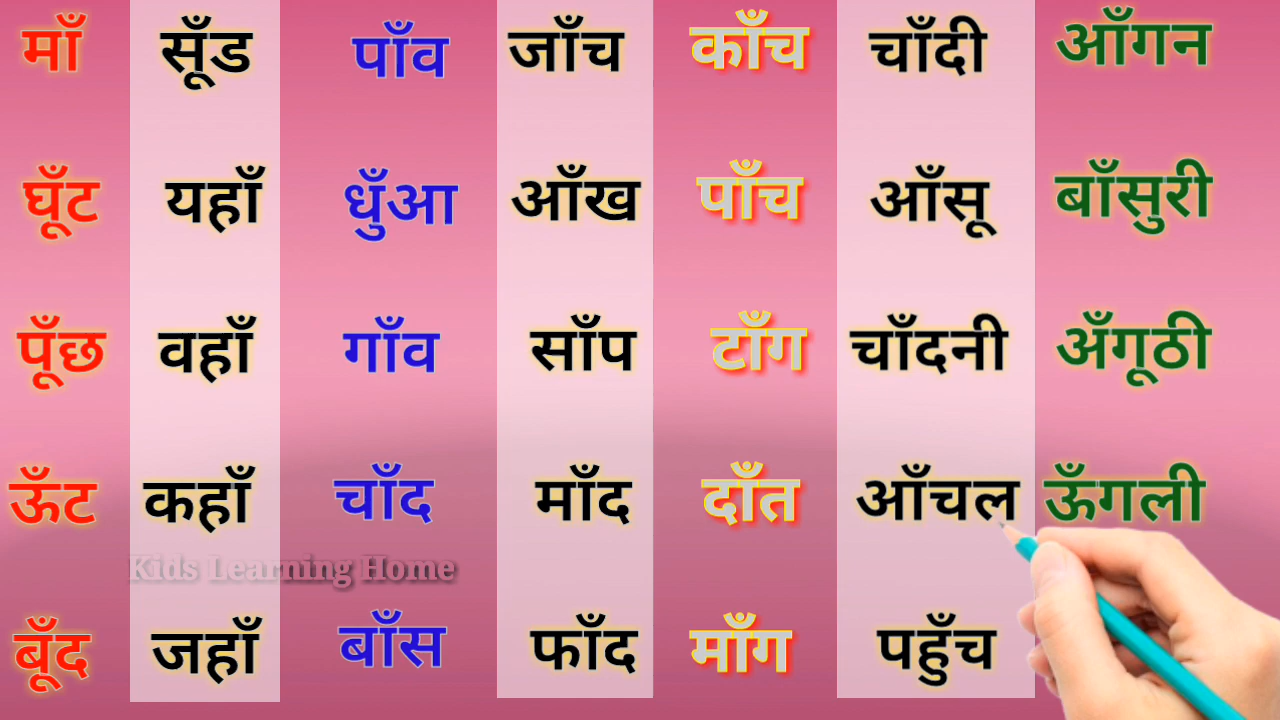 माँ सूँड पाँव जाँच काँच चाँदी आँगन
घूँट यहाँ धुँआ आँख पाँच आँसू बाँसुरी
पूँछ वहाँ गाँव साँप टाँग चाँदनी अँगूठी
ऊँट कहाँ चाँद माँद दाँत आँचल ऊँगली
Kids Learning Home
बूँद जहाँ बाँस फाँद माँग पहुँच